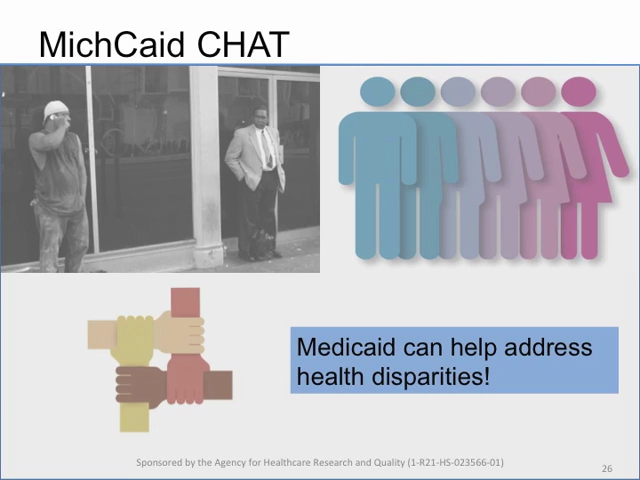 MichCaid CHAT
Medicaid can help address
health disparities!
Sponsored by the Agency for Healthcare Research and Quality (1-R21-HS-023566-01)
26